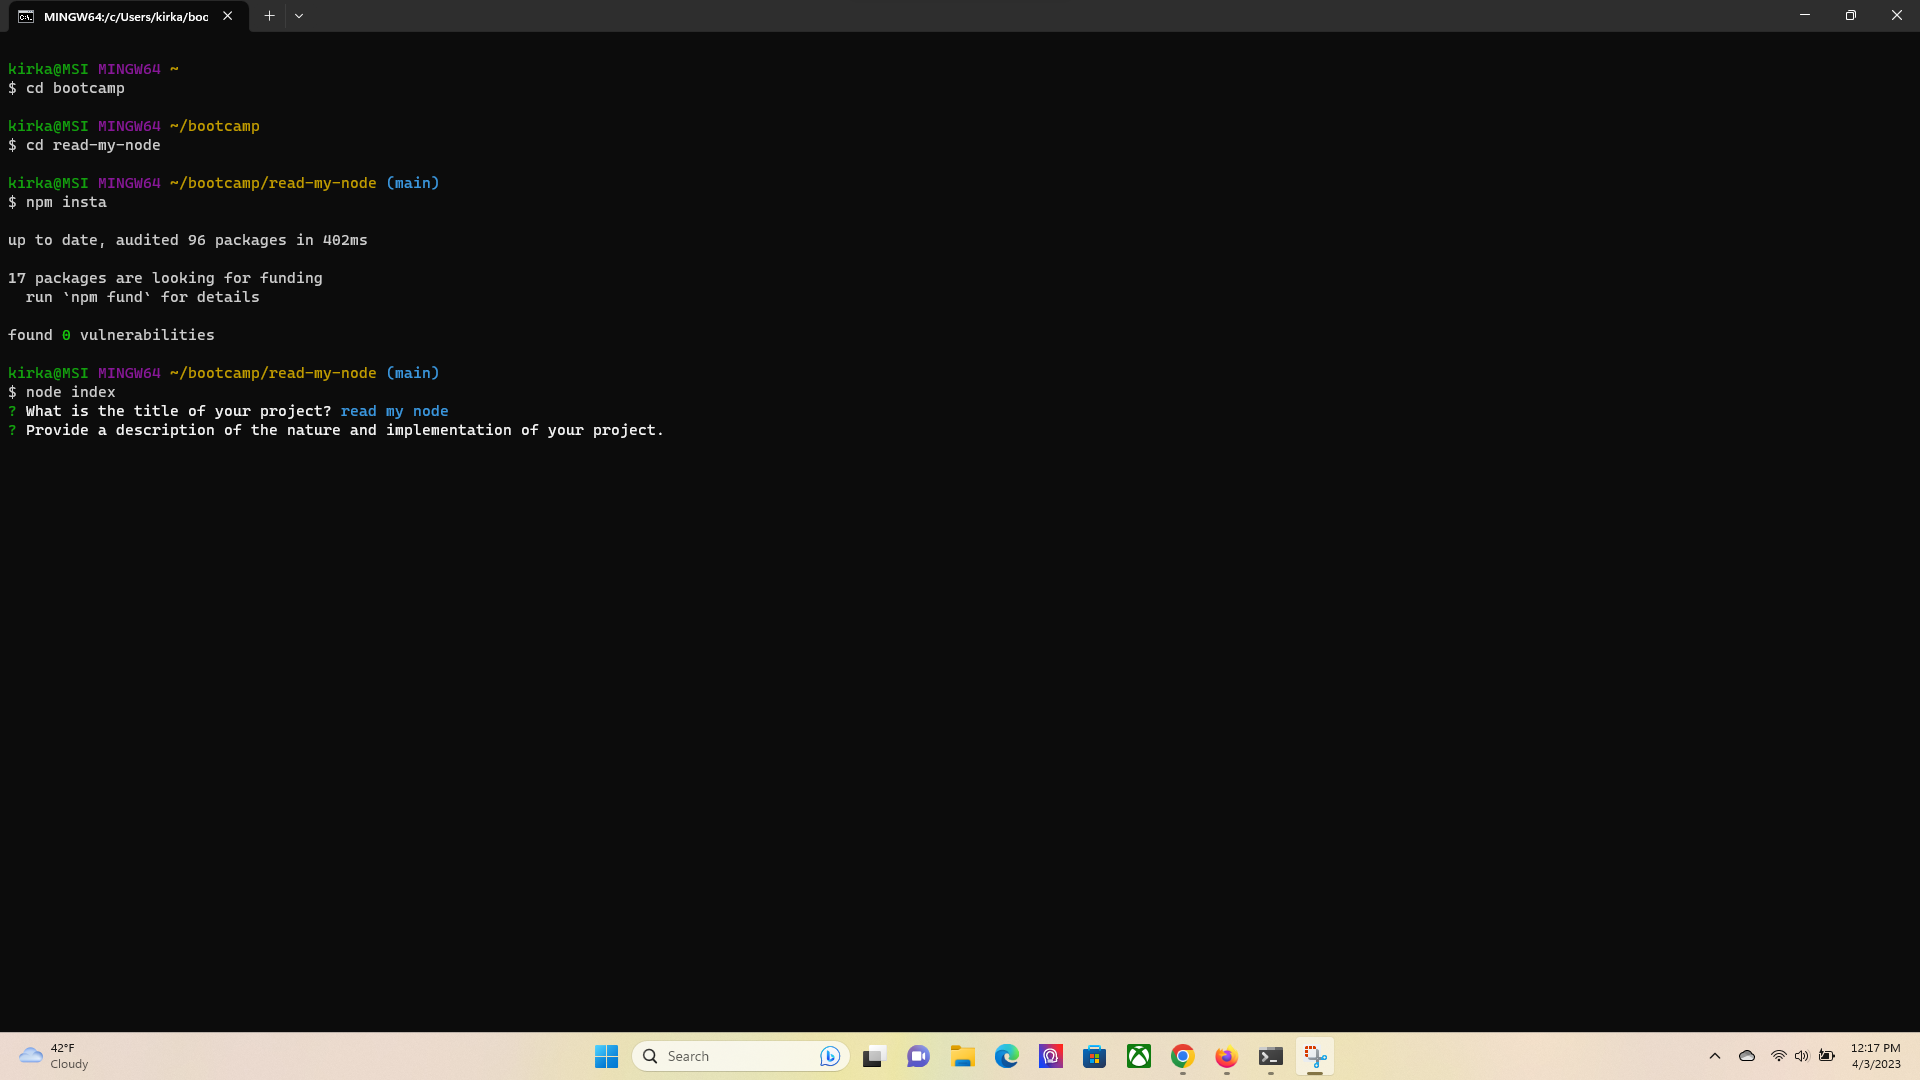 MINGW64:/c/Users/kirka/boo
kirka@MSI MINGW64 ~
$ cd bootcamp
kirka@MSI MINGW64 ~/bootcamp
$ cd read-my-node
kirka@MSI MINGW64 ~/bootcamp/read-my-node (main)
$ npm insta
up to date, audited 96 packages in 402ms
17 packages are looking for funding
run `npm fund` for details
found 0 vulnerabilities
kirka@MSI MINGW64 ~/bootcamp/read-my-node (main)
$ node index
? What is the title of your project? read my node
? Provide a description of the nature and implementation of your project.
42°F
Cloudy
Search
12:17 PM
4/3/2023